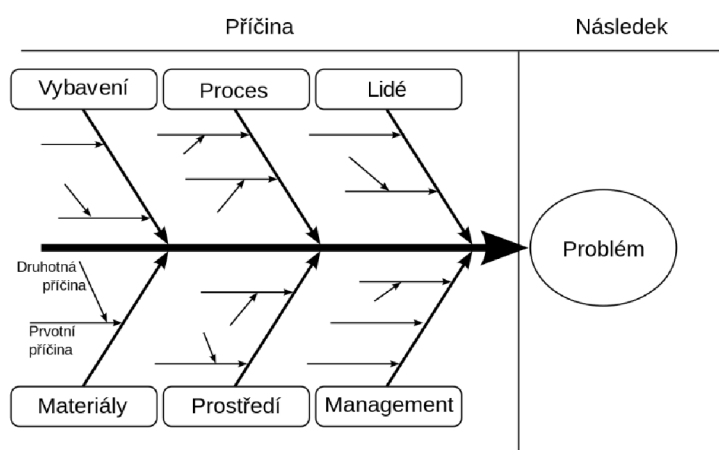 Příčina
Následek
Vybavení
Proces
Lidé
Problém
Druhotná
příčina
Prvotní
příčina
Materiály
Prostředí
Management